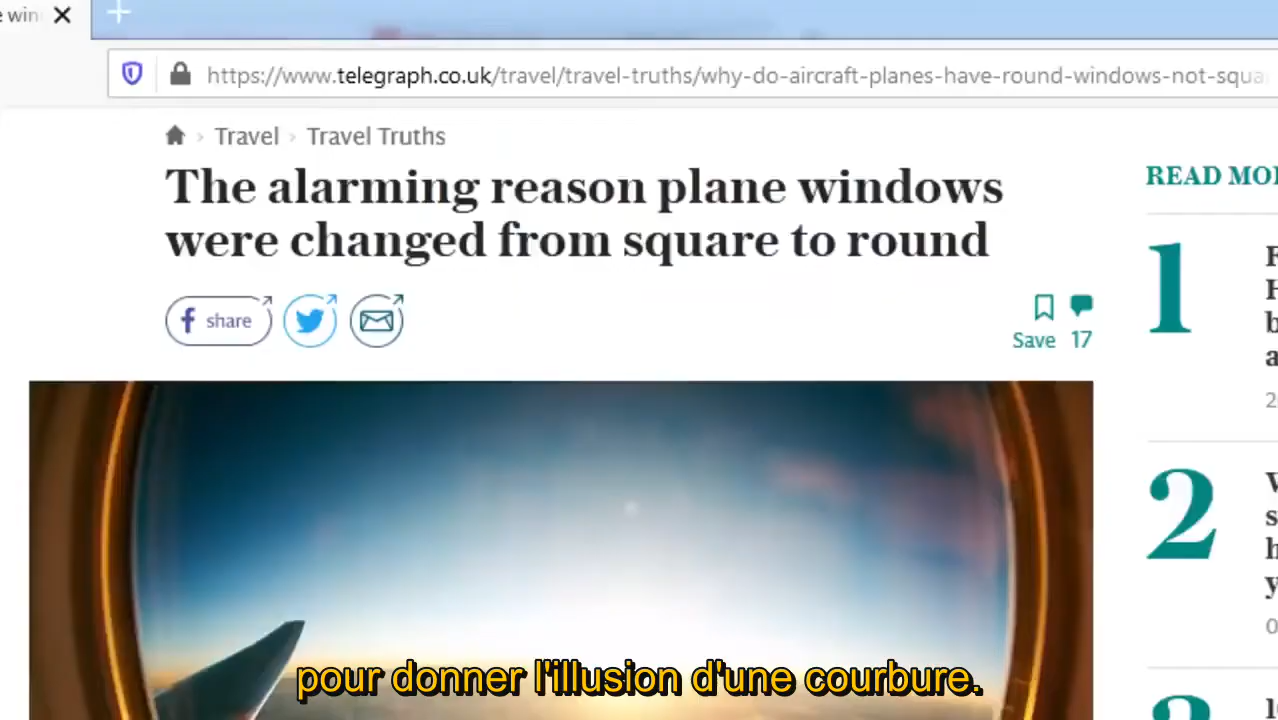 https://www.telegraph.co.uk/travel/travel-truths/why-do-aircraft-planes-have-round-windows-not-squa
Travel > Travel Truths
The alarming reason plane windows
were changed from square to round
share
Save 17
READ MO
1
2
pour donner l'illusion d'une courbure.